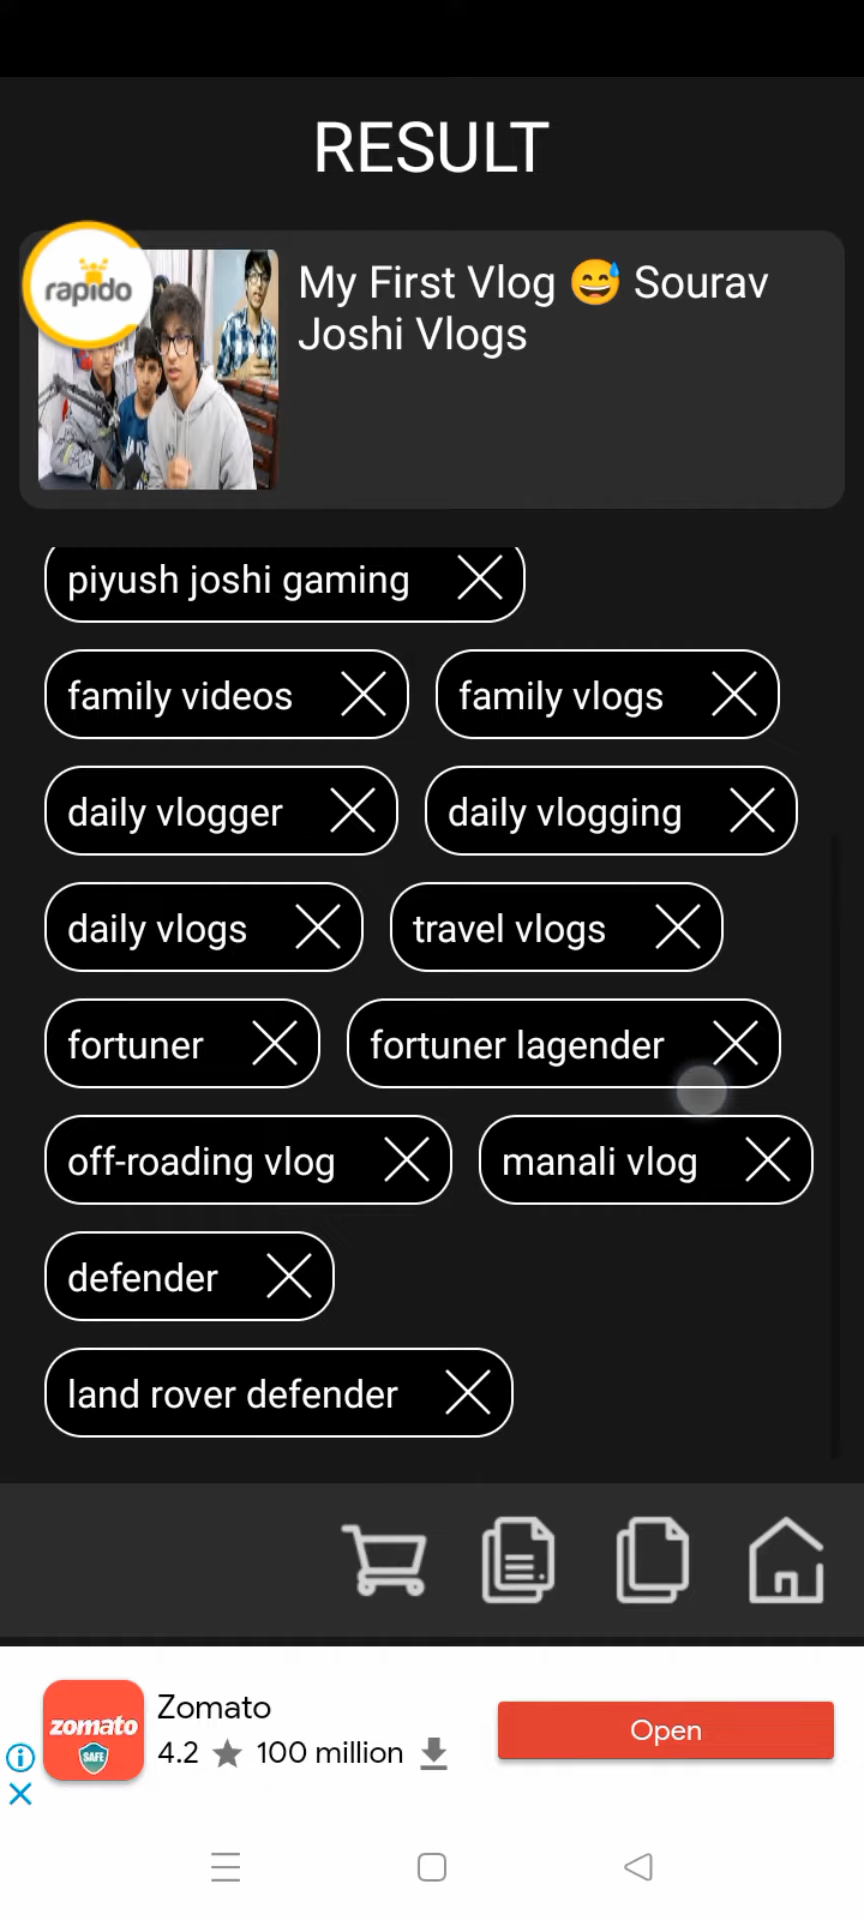 RESULT
rapido
My First Vlog 😅 Sourav
Joshi Vlogs
piyush joshi gaming
family videos family vlogs
daily vlogger daily vlogging
daily vlogs travel vlogs
fortuner fortuner lagender
off-roading vlog manali vlog
defender
land rover defender
zomato
SAFE
Zomato
4.2 ★ 100 million
Open